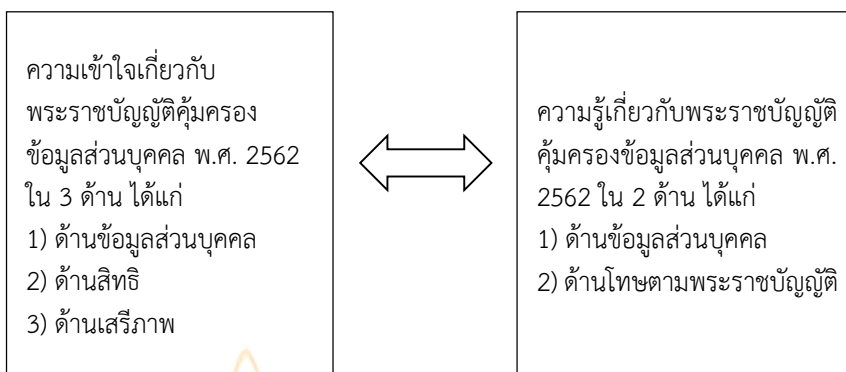 ความเข้าใจเกี่ยวกับ
พระราชบัญญัติคุ้มครอง
ข้อมูลส่วนบุคคล พ.ศ. 2562
ใน 3 ด้าน ได้แก่
1) ด้านข้อมูลส่วนบุคคล
2) ด้านสิทธิ
3) ด้านเสรีภาพ
ความรู้เกี่ยวกับพระราชบัญญัติ
คุ้มครองข้อมูลส่วนบุคคล พ.ศ.
2562 ใน 2 ด้าน ได้แก่
1) ด้านข้อมูลส่วนบุคคล
2) ด้านโทษตามพระราชบัญญัติ